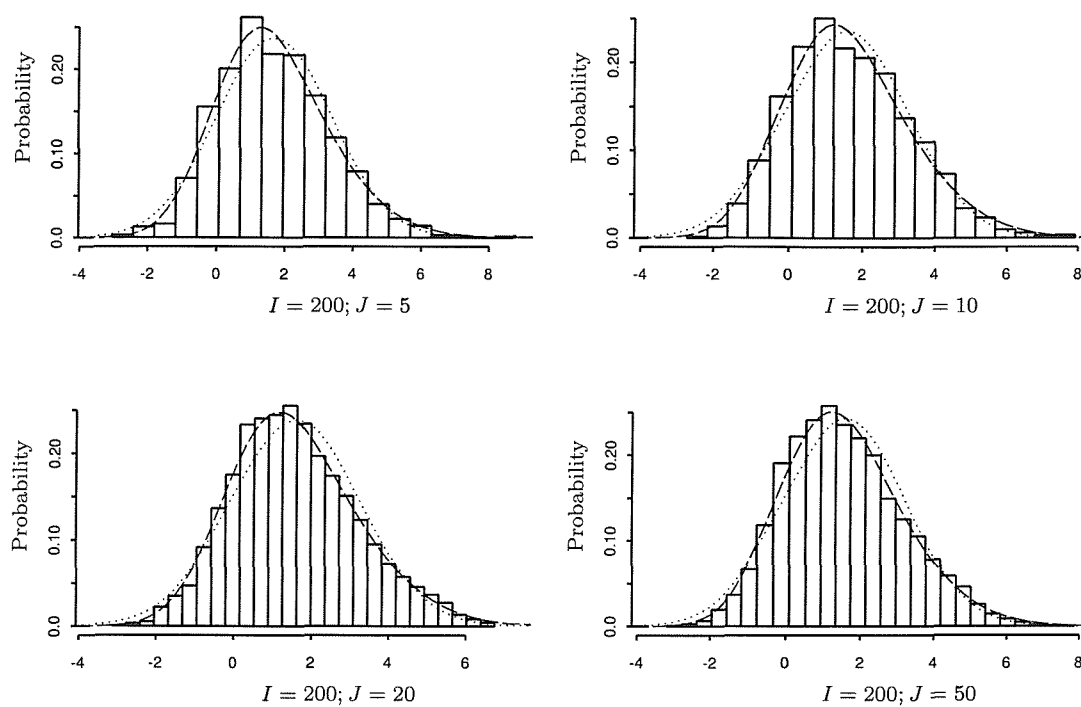 Probability
0.0 0.10 0.20
-4 -2 0 2 4 6 8
I = 200; J = 5
Probability
0.0 0.10 0.20
-4 -2 0 2 4 6 8
I = 200; J = 10
Probability
0.0 0.10 0.20
-4 -2 0 2 4 6
I = 200; J = 20
Probability
0.0 0.10 0.20
-4 -2 0 2 4 6 8
I = 200; J = 50